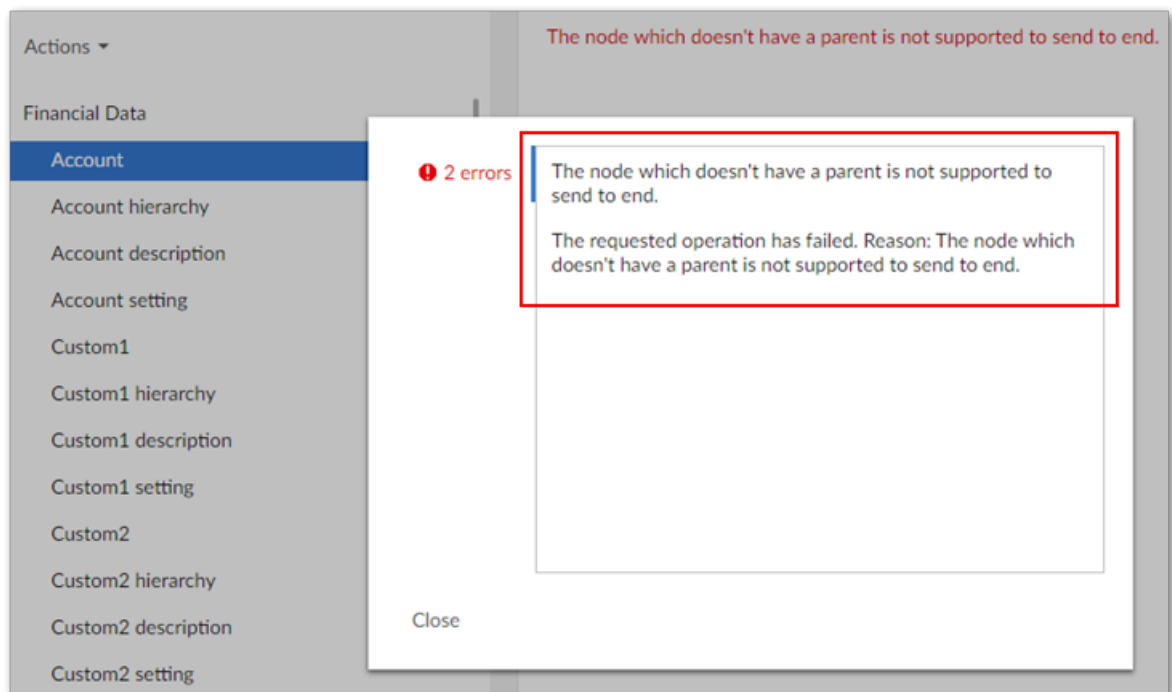 Actions
The node which doesn't have a parent is not supported to send to end.
Financial Data
Account
Account hierarchy
Account description
Account setting
Custom1
Custom1 hierarchy
Custom1 description
Custom1 setting
Custom2
Custom2 hierarchy
Custom2 description
Custom2 setting
2 errors
The node which doesn't have a parent is not supported to
send to end.
The requested operation has failed. Reason: The node which
doesn't have a parent is not supported to send to end.
Close